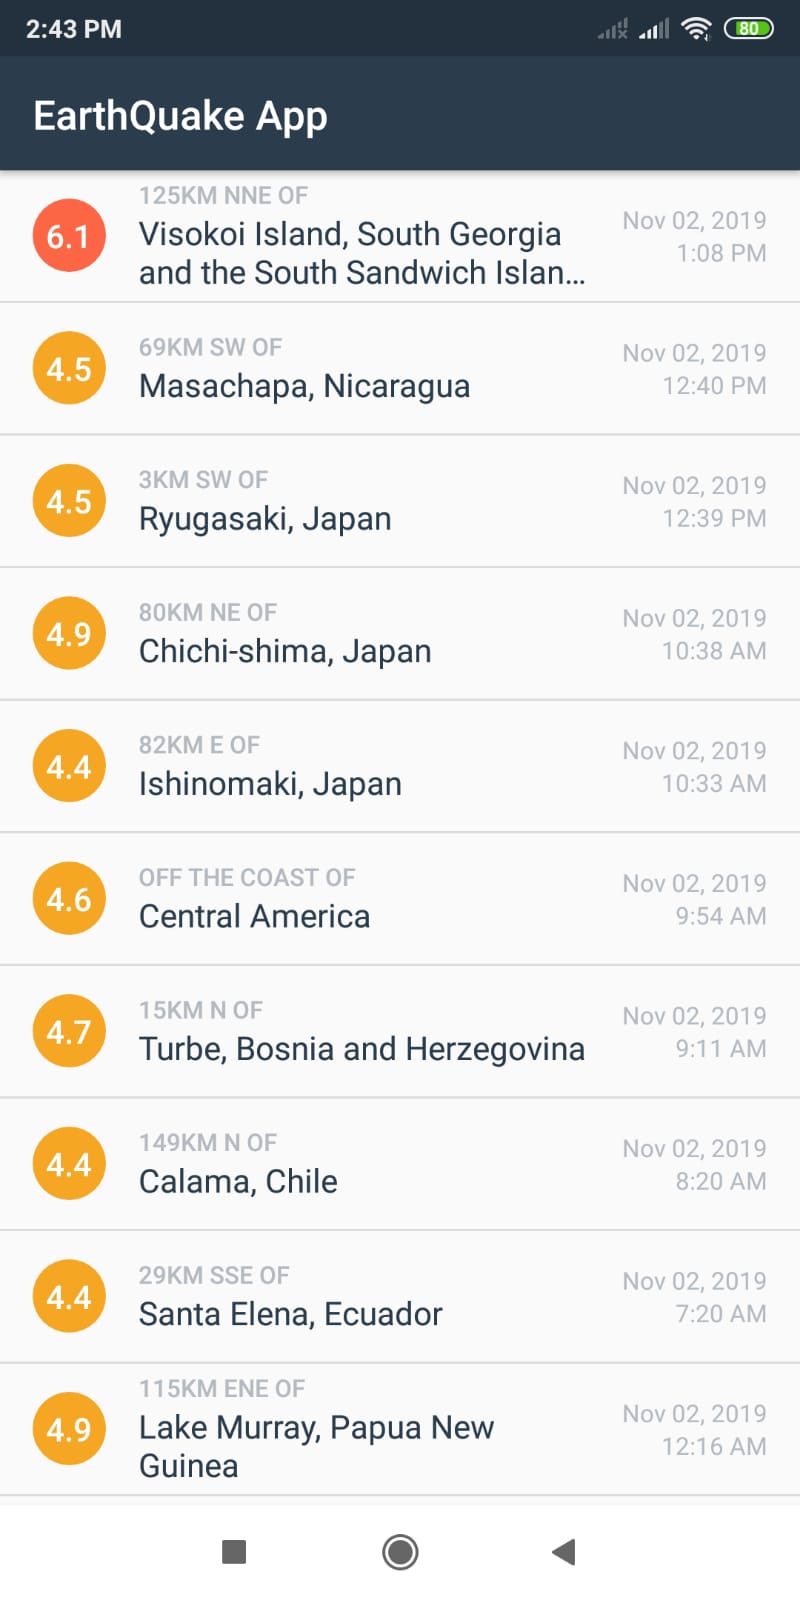 2:43 PM
80
EarthQuake App
125KM NNE OF
6.1
Visokoi Island, South Georgia
and the South Sandwich Islan...
Nov 02, 2019
1:08 PM
69KM SW OF
4.5
Masachapa, Nicaragua
Nov 02, 2019
12:40 PM
3KM SW OF
4.5
Ryugasaki, Japan
Nov 02, 2019
12:39 PM
80KM NE OF
4.9
Chichi-shima, Japan
Nov 02, 2019
10:38 AM
82KM E OF
4.4
Ishinomaki, Japan
Nov 02, 2019
10:33 AM
OFF THE COAST OF
4.6
Central America
Nov 02, 2019
9:54 AM
15KM N OF
4.7
Turbe, Bosnia and Herzegovina
Nov 02, 2019
9:11 AM
149KM N OF
4.4
Calama, Chile
Nov 02, 2019
8:20 AM
29KM SSE OF
4.4
Santa Elena, Ecuador
Nov 02, 2019
7:20 AM
115KM ENE OF
4.9
Lake Murray, Papua New
Guinea
Nov 02, 2019
12:16 AM